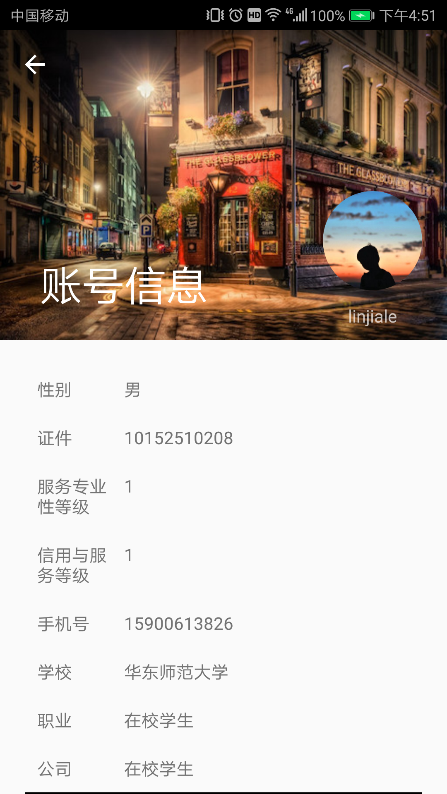 中国移动 HD 4G 100% 下午4:51
THE GLASSBLOWER
THE GLASSBLOWER
账号信息
linjiale
性别 男
证件 10152510208
服务专业 1
性等级
信用与服 1
务等级
手机号 15900613826
学校 华东师范大学
职业 在校学生
公司 在校学生